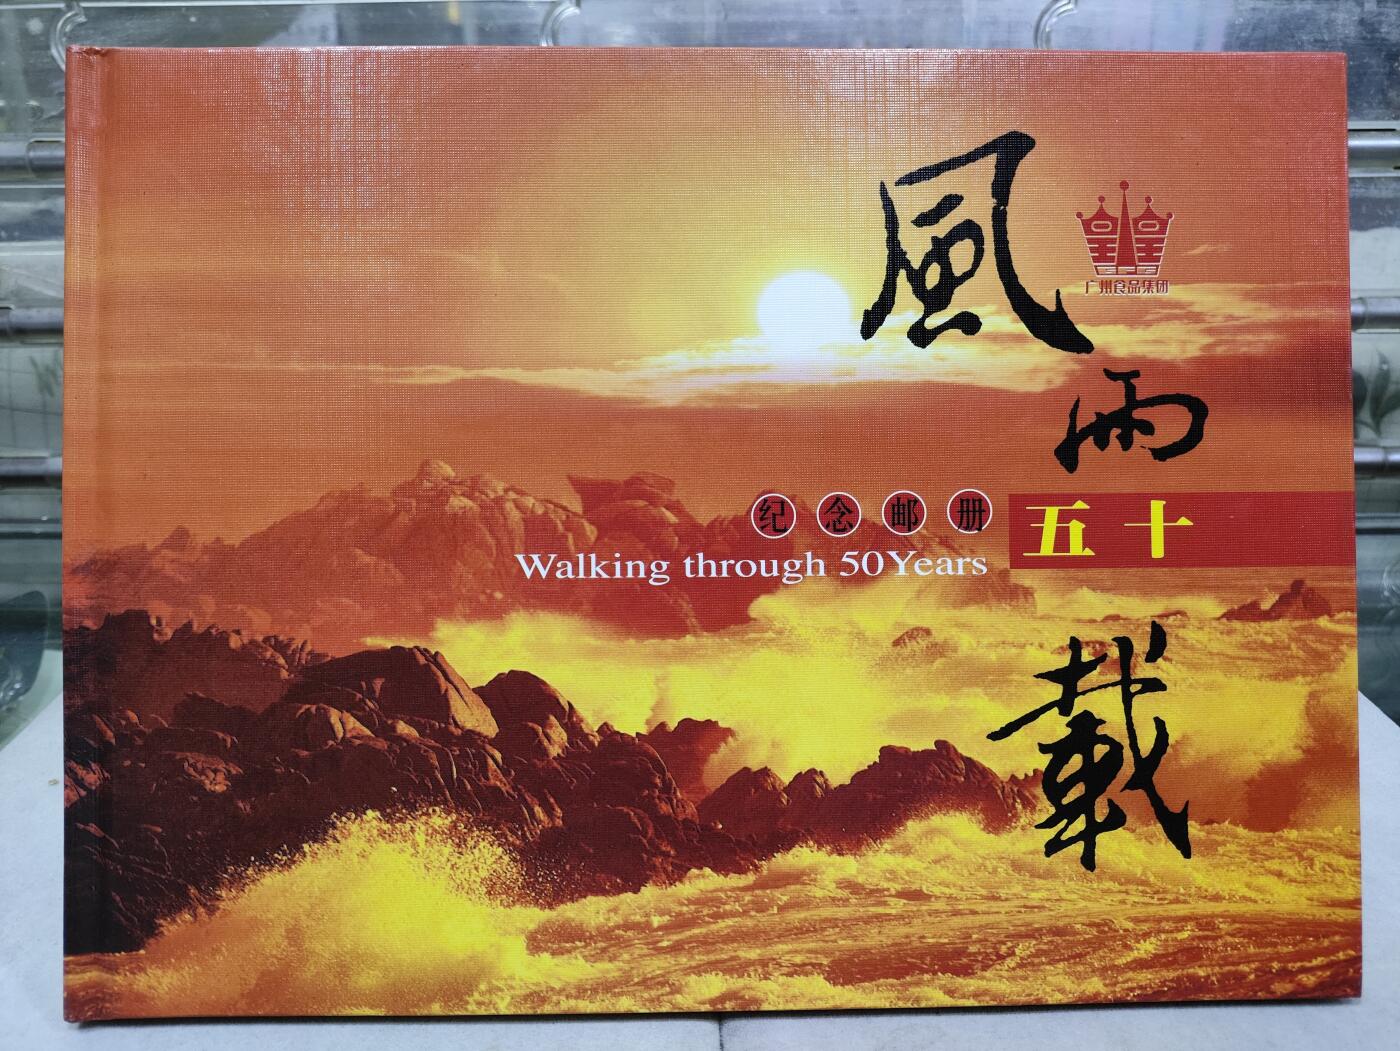 風雨
五十
載
广州食品集团
纪念邮册
Walking through 50Years